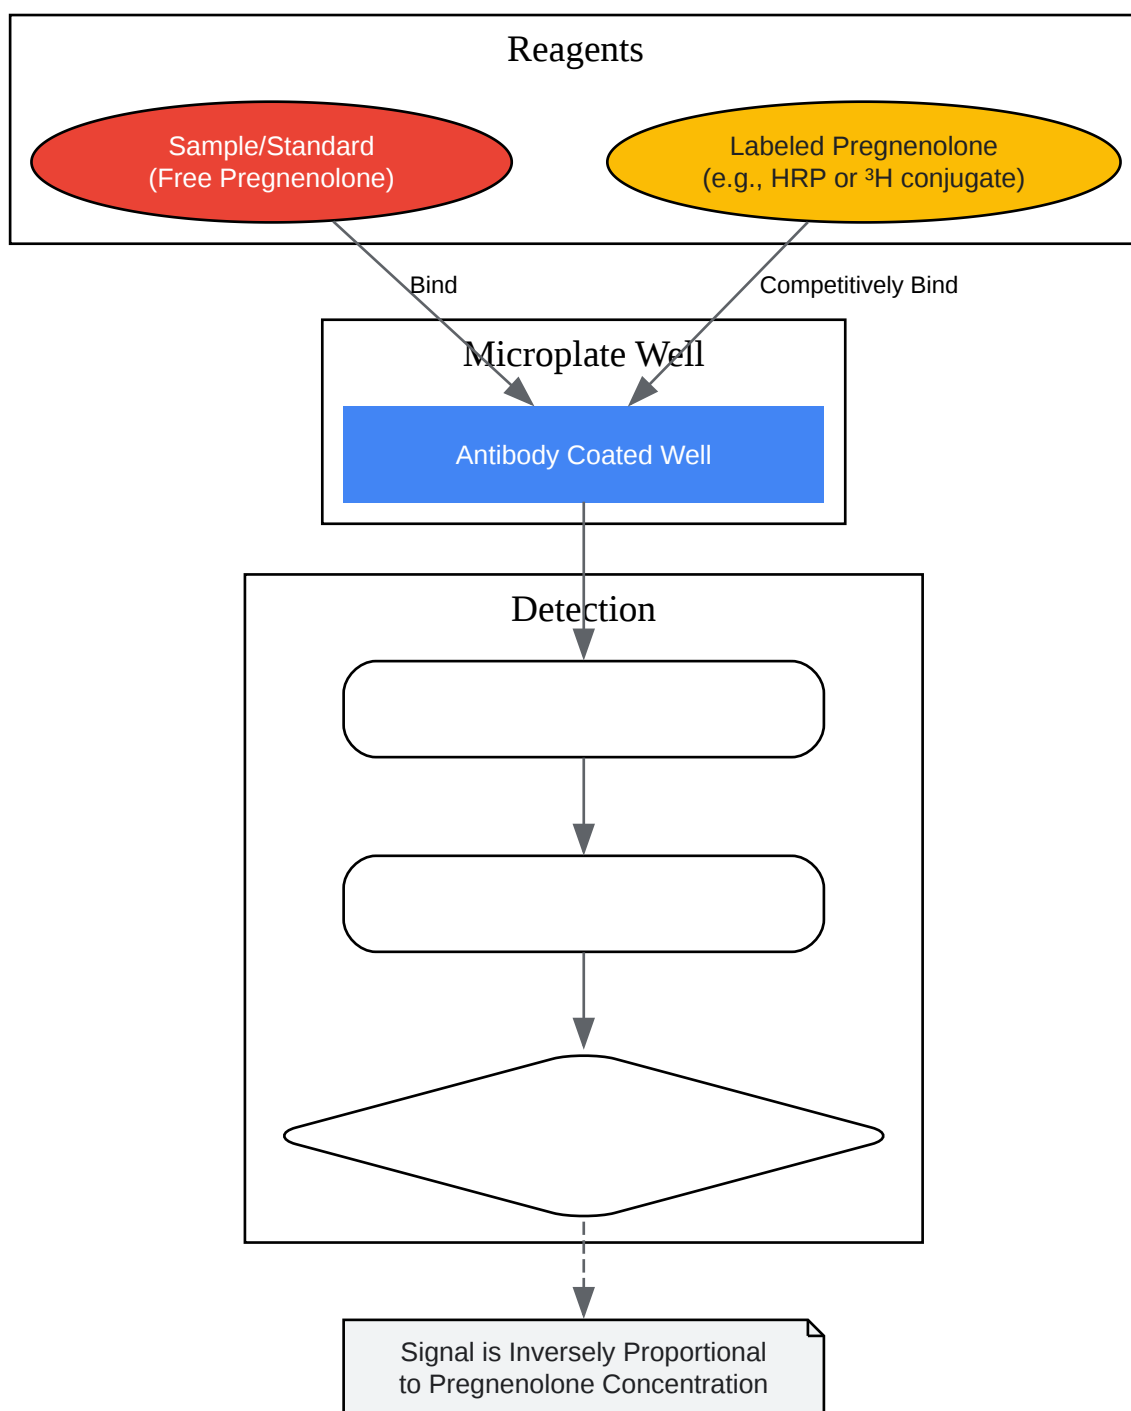 Reagents
Sample/Standard
(Free Pregnenolone)
Labeled Pregnenolone
(e.g., HRP or ³H conjugate)
Bind
Competitively Bind
Microplate Well
Antibody Coated Well
Detection
Signal is Inversely Proportional
to Pregnenolone Concentration